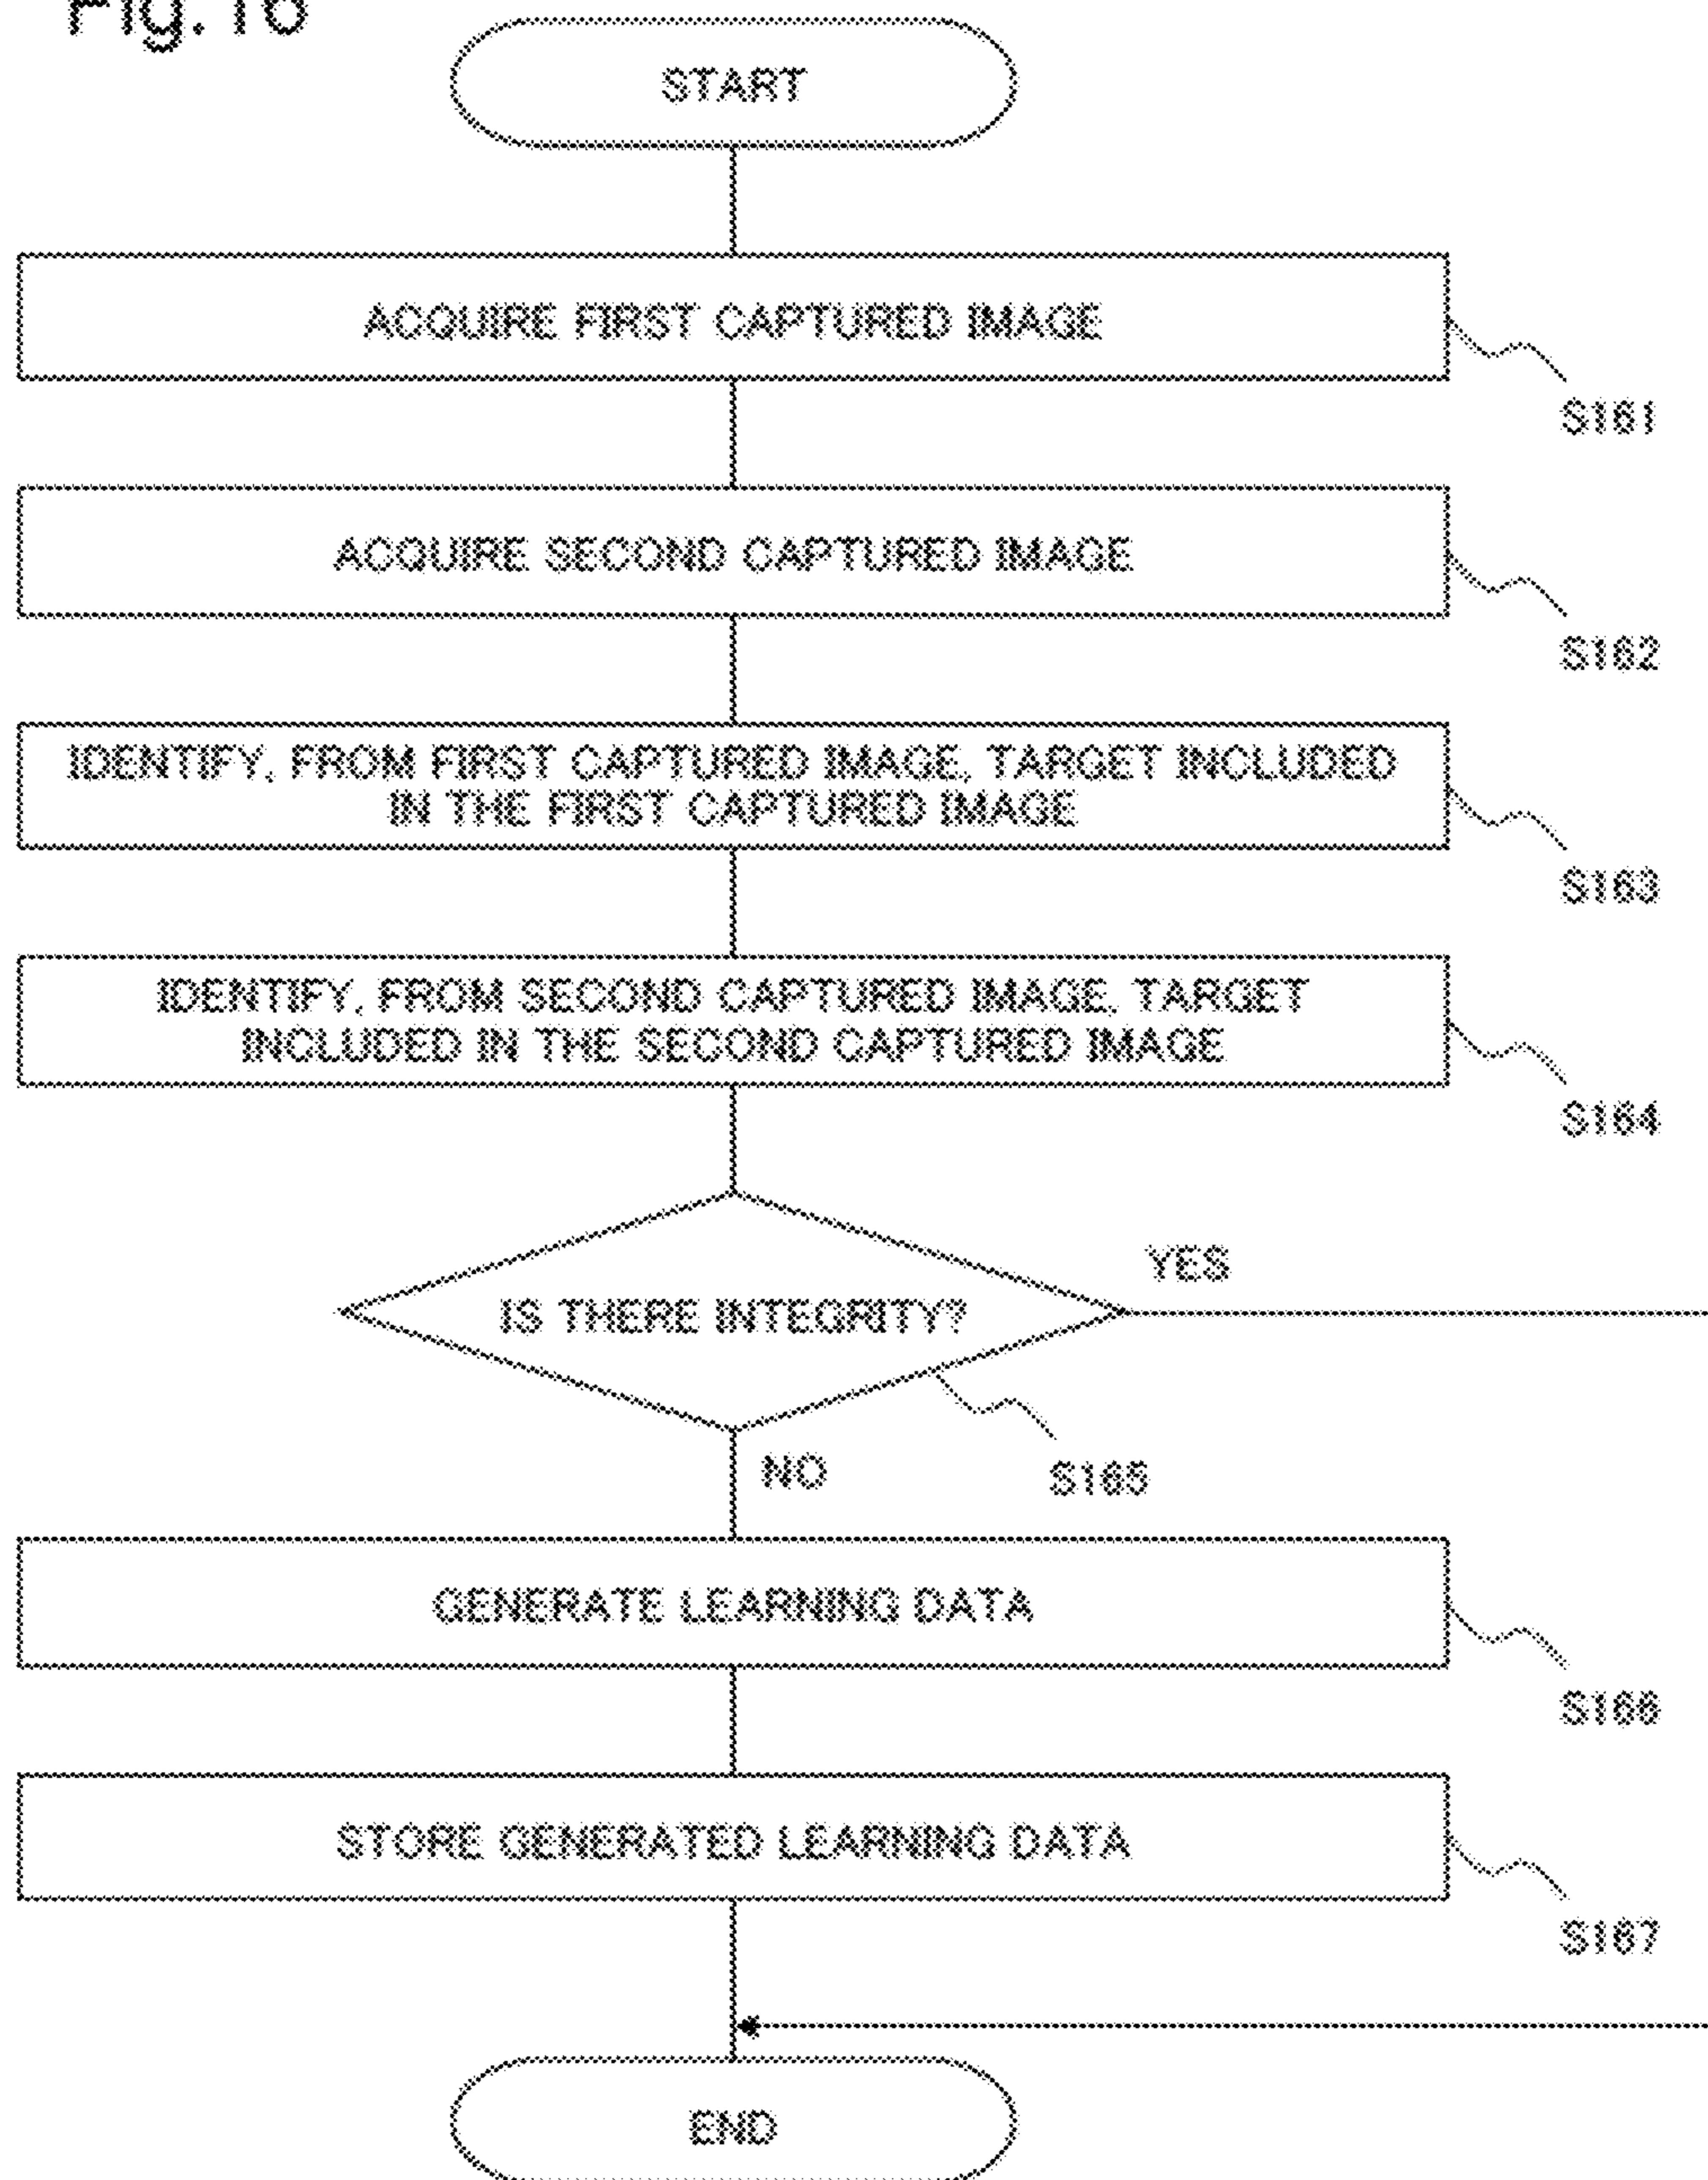 Fig. 16
START
ACQUIRE FIRST CAPTURED IMAGE
S161
ACQUIRE SECOND CAPTURED IMAGE
S162
IDENTIFY, FROM FIRST CAPTURED IMAGE, TARGET INCLUDED
IN THE FIRST CAPTURED IMAGE
S163
IDENTIFY, FROM SECOND CAPTURED IMAGE, TARGET
INCLUDED IN THE SECOND CAPTURED IMAGE
S164
YES
IS THERE INTEGRITY?
NO
S165
GENERATE LEARNING DATA
S166
STORE GENERATED LEARNING DATA
S167
END